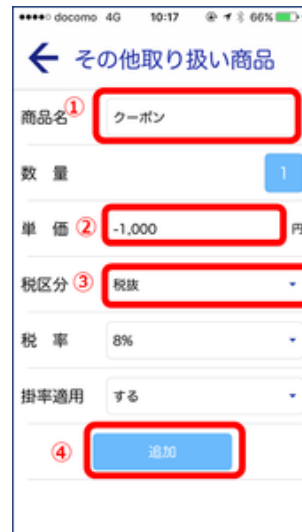 docomo 4G 10:17 66%
その他取り扱い商品
商品名① クーポン
数 量 1
単 価 ② -1,000 円
税区分 ③ 税抜
税 率 8%
掛率適用 する
④ 追加